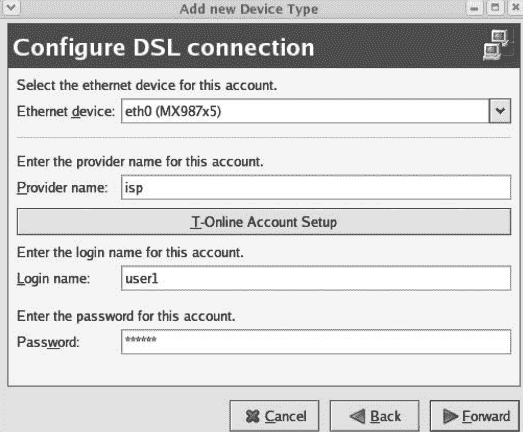 Add new Device Type
Configure DSL connection
Select the ethernet device for this account.
Ethernet device: eth0 (MX987x5)
Enter the provider name for this account.
Provider name: isp
T-Online Account Setup
Enter the login name for this account.
Login name: user1
Enter the password for this account.
Password: ******
Cancel Back Forward